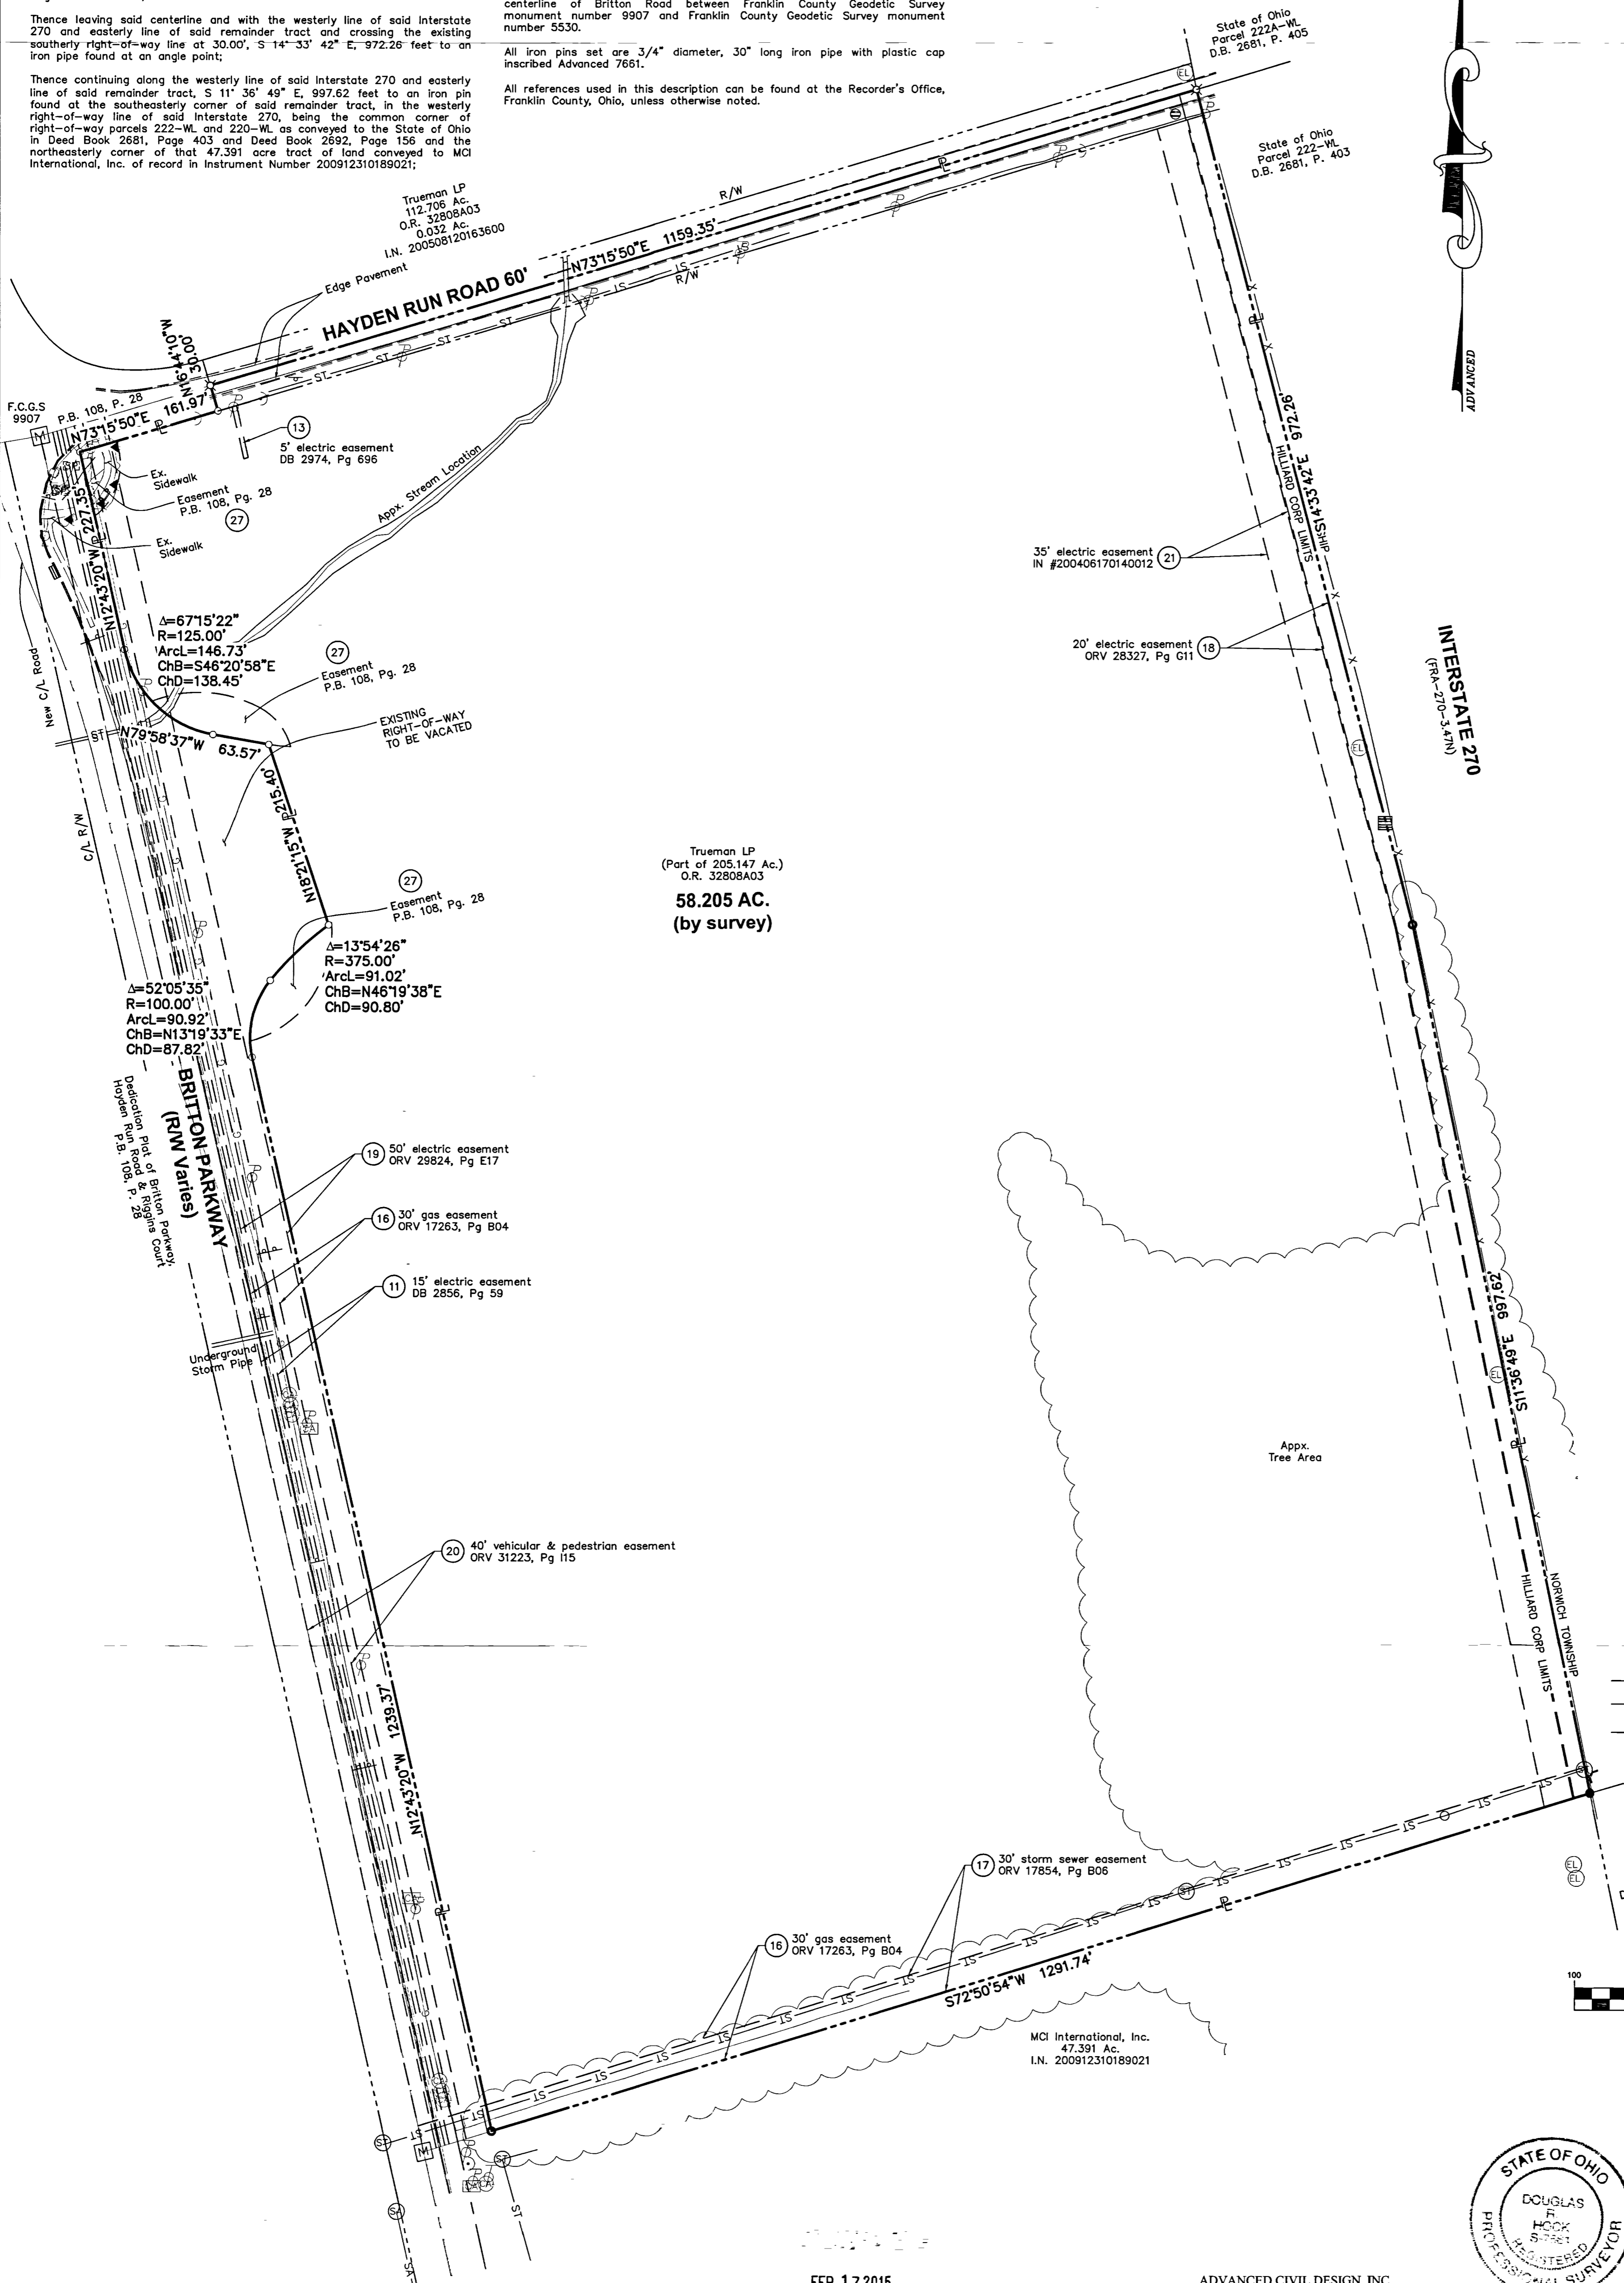 Thence leaving said centerline and with the westerly line of said Interstate
270 and easterly line of said remainder tract and crossing the existing
southerly right-of-way line at 30.00', S 14° 33' 42" E, 972.26 feet to an
iron pipe found at an angle point;
Thence continuing along the westerly line of said Interstate 270 and easterly
line of said remainder tract, S 11° 36' 49" E, 997.62 feet to an iron pin
found at the southeasterly corner of said remainder tract, in the westerly
right-of-way line of said Interstate 270, being the common corner of
right-of-way parcels 222-WL and 220-WL as conveyed to the State of Ohio
in Deed Book 2681, Page 403 and Deed Book 2692, Page 156 and the
northeasterly corner of that 47.391 acre tract of land conveyed to MCI
International, Inc. of record in Instrument Number 200912310189021;
centerline of Britton Road between Franklin County Geodetic Survey
monument number 9907 and Franklin County Geodetic Survey monument
number 5530.
All iron pins set are 3/4" diameter, 30" long iron pipe with plastic cap
inscribed Advanced 7661.
All references used in this description can be found at the Recorder's Office,
Franklin County, Ohio, unless otherwise noted.
State of Ohio
Parcel 222A-WL
D.B. 2681, P. 405
State of Ohio
Parcel 222-WL
D.B. 2681, P. 403
ADVANCED
Trueman LP
112.706 Ac.
O.R. 32808A03
0.032 Ac.
I.N. 200508120163600
Edge Pavement
R/W
HAYDEN RUN ROAD 60'
N73°15'50"E 1159.35'
R/W
N16°44'10"W
30.00'
F.C.G.S
9907
P.B. 108, P. 28
N73°15'50"E 161.97'
13
5' electric easement
DB 2974, Pg 696
Ex.
Sidewalk
Easement
P.B. 108, Pg. 28
27
Ex.
Sidewalk
Appx. Stream Location
N12°43'20"W 227.35'
New C/L Road
C/L R/W
Δ=67°15'22"
R=125.00'
ArcL=146.73'
ChB=S46°20'58"E
ChD=138.45'
27
Easement
P.B. 108, Pg. 28
EXISTING
RIGHT-OF-WAY
TO BE VACATED
N79°58'37"W 63.57'
N18°21'15"W 215.40'
27
Easement
P.B. 108, Pg. 28
Δ=13°54'26"
R=375.00'
ArcL=91.02'
ChB=N46°19'38"E
ChD=90.80'
Δ=52°05'35"
R=100.00'
ArcL=90.92'
ChB=N13°19'33"E
ChD=87.82'
35' electric easement
IN #200406170140012
21
20' electric easement
ORV 28327, Pg G11
18
S14°33'42"E 972.26'
HILLIARD CORP LIMITS
INTERSTATE 270
(FRA-270-3.47N)
Trueman LP
(Part of 205.147 Ac.)
O.R. 32808A03
58.205 AC.
(by survey)
BRITTON PARKWAY
(R/W Varies)
Dedication Plat of Britton Parkway,
Hayden Run Road & Riggins Court
P.B. 108, P. 28
19
50' electric easement
ORV 29824, Pg E17
16
30' gas easement
ORV 17263, Pg B04
11
15' electric easement
DB 2856, Pg 59
Underground
Storm Pipe
20
40' vehicular & pedestrian easement
ORV 31223, Pg I15
N12°43'20"W 1239.37'
S11°36'49"E 997.62'
Appx.
Tree Area
NORWICH TOWNSHIP
HILLIARD CORP LIMITS
17
30' storm sewer easement
ORV 17854, Pg B06
16
30' gas easement
ORV 17263, Pg B04
S72°50'54"W 1291.74'
MCI International, Inc.
47.391 Ac.
I.N. 200912310189021
100
STATE OF OHIO
DOUGLAS
R
HOCK
REGISTERED
PROFESSIONAL SURVEYOR
FEB 17 2015
ADVANCED CIVIL DESIGN, INC.